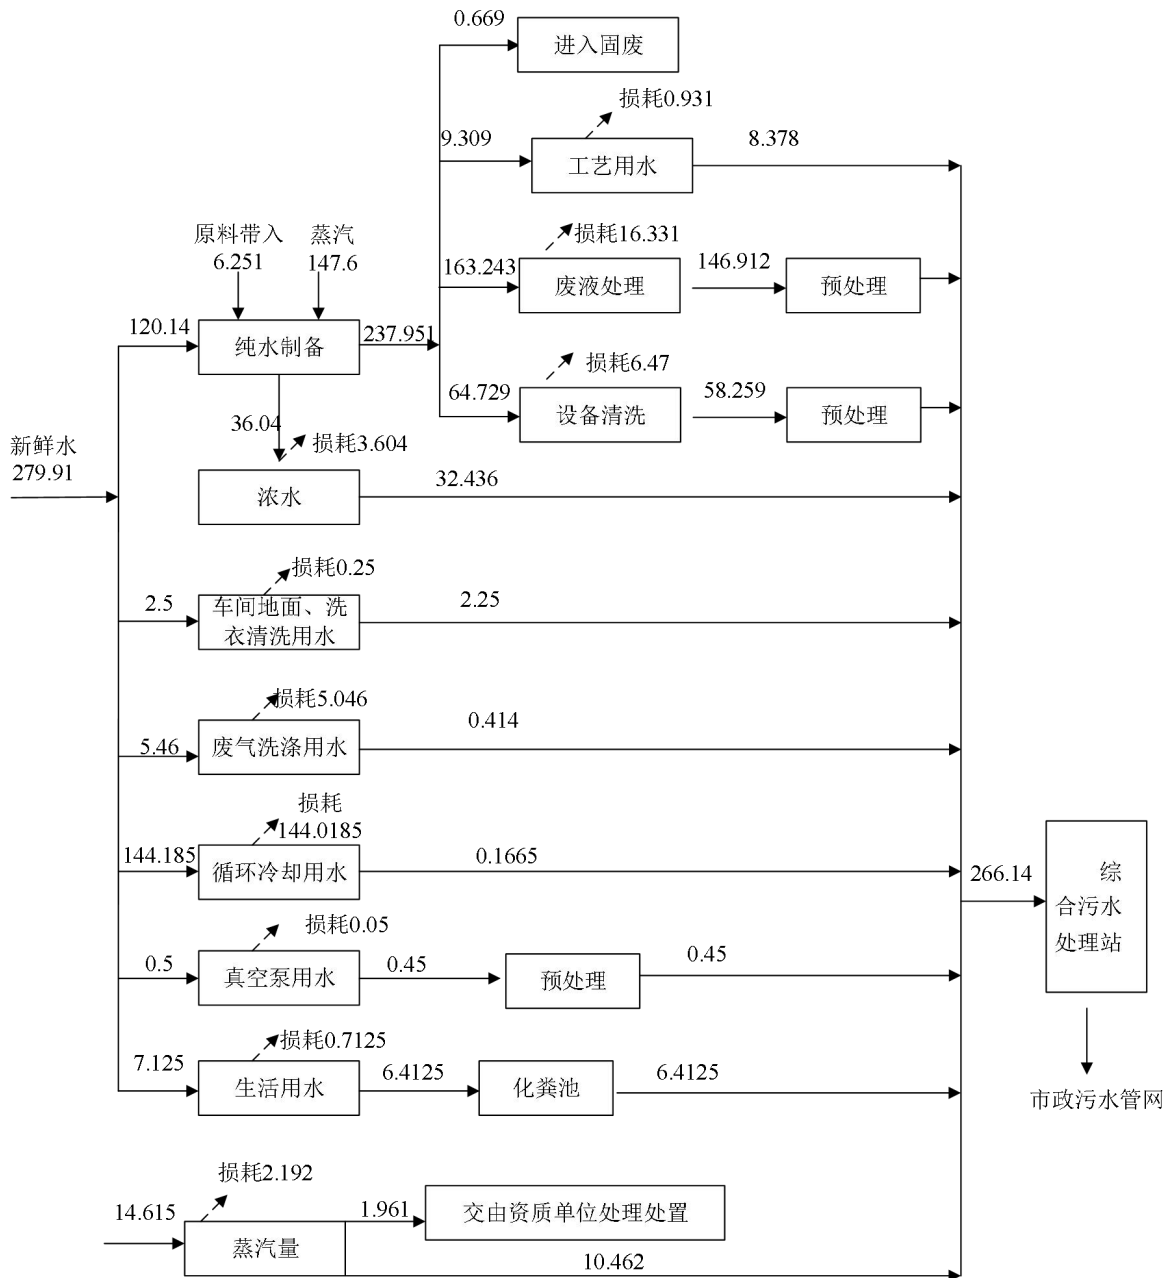 0.669
进入固废
损耗0.931
9.309
工艺用水
8.378
原料带入
6.251
蒸汽
147.6
损耗16.331
163.243
废液处理
146.912
预处理
120.14
纯水制备
237.951
损耗6.47
64.729
设备清洗
58.259
预处理
36.04
损耗3.604
新鲜水
279.91
浓水
32.436
损耗0.25
2.5
车间地面、洗
衣清洗用水
2.25
损耗5.046
5.46
废气洗涤用水
0.414
损耗
144.0185
144.185
循环冷却用水
0.1665
266.14
综
合污水
处理站
损耗0.05
0.5
真空泵用水
0.45
预处理
0.45
损耗0.7125
7.125
生活用水
6.4125
化粪池
6.4125
市政污水管网
损耗2.192
14.615
蒸汽量
1.961
交由资质单位处理处置
10.462